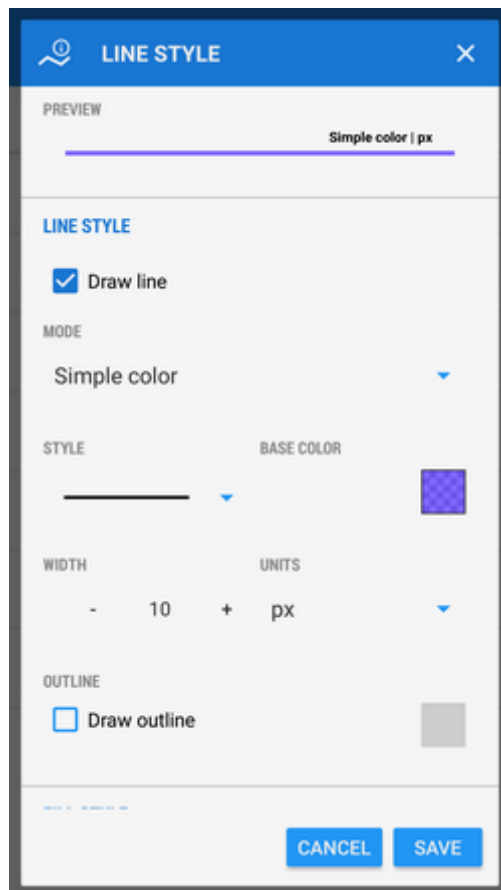 LINE STYLE
PREVIEW
Simple color | px
LINE STYLE
Draw line
MODE
Simple color
STYLE BASE COLOR
WIDTH UNITS
- 10 + px
OUTLINE
Draw outline
CANCEL SAVE